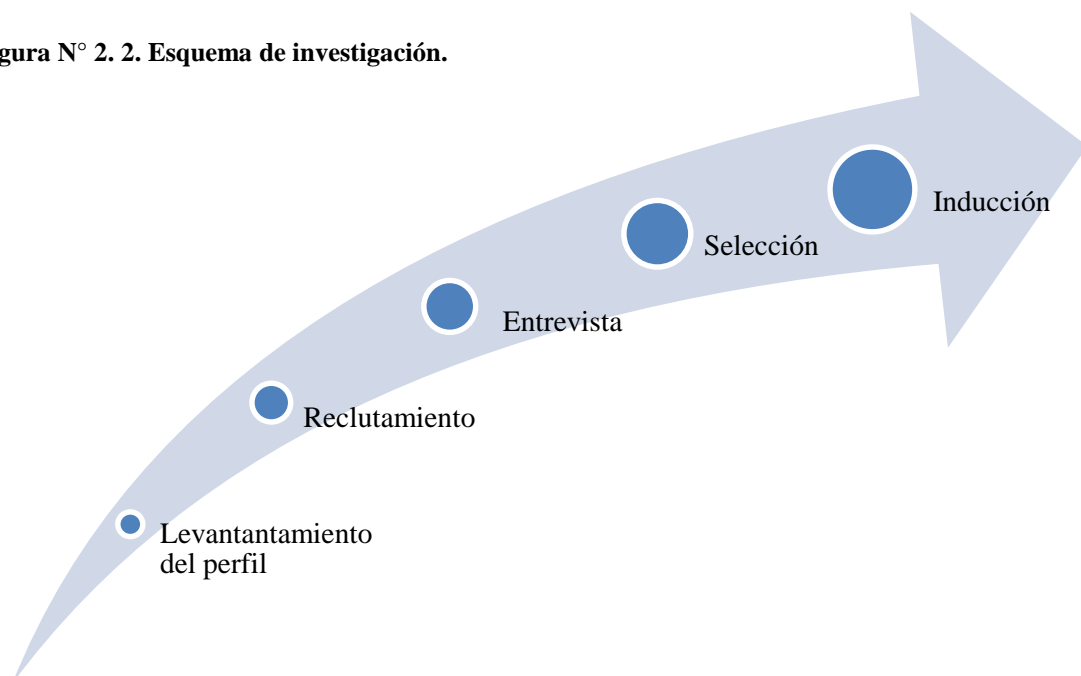 gura N° 2. 2. Esquema de investigación.
Inducción
Selección
Entrevista
Reclutamiento
Levantantamiento
del perfil